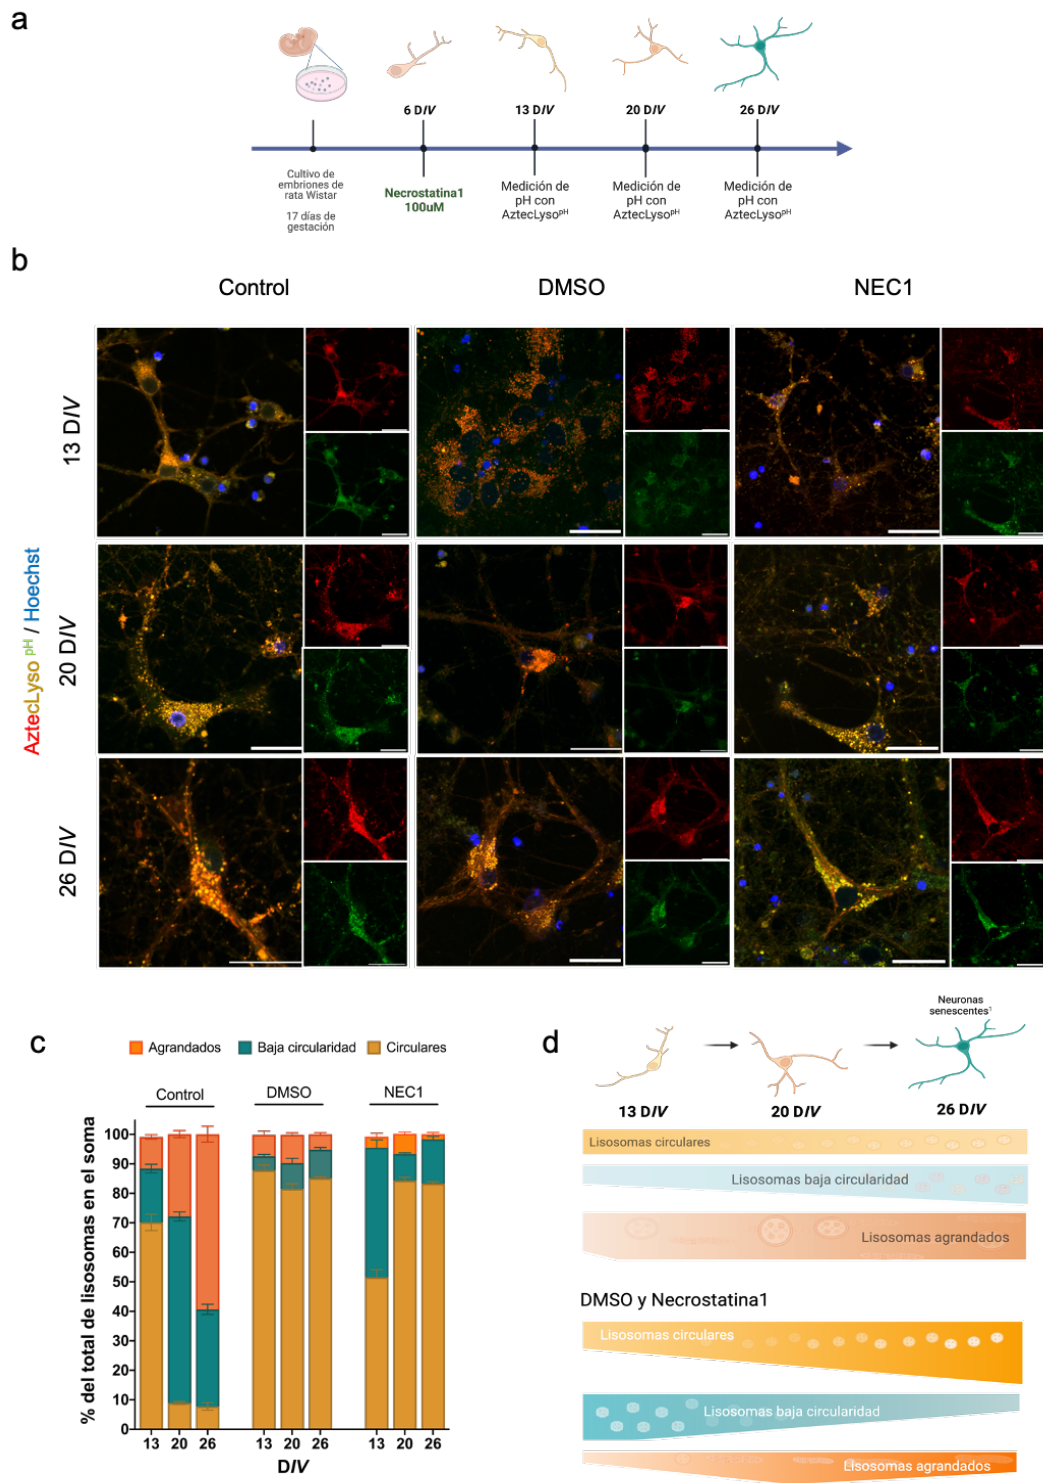 a
6 DIV
13 DIV
20 DIV
26 DIV
Cultivo de
embriones de
rata Wistar
17 días de
gestación
Necrostatina1
100uM
Medición de
pH con
AztecLysoᵖᴴ
Medición de
pH con
AztecLysoᵖᴴ
Medición de
pH con
AztecLysoᵖᴴ
b
Control
DMSO
NEC1
13 DIV
20 DIV
26 DIV
AztecLyso ᵖᴴ / Hoechst
c
Agrandados
Baja circularidad
Circulares
Control
DMSO
NEC1
% del total de lisosomas en el soma
100
90
80
70
60
50
40
30
20
10
0
13 20 26
13 20 26
13 20 26
DIV
d
Neuronas
senescentes¹
13 DIV
20 DIV
26 DIV
Lisosomas circulares
Lisosomas baja circularidad
Lisosomas agrandados
DMSO y Necrostatina1
Lisosomas circulares
Lisosomas baja circularidad
Lisosomas agrandados